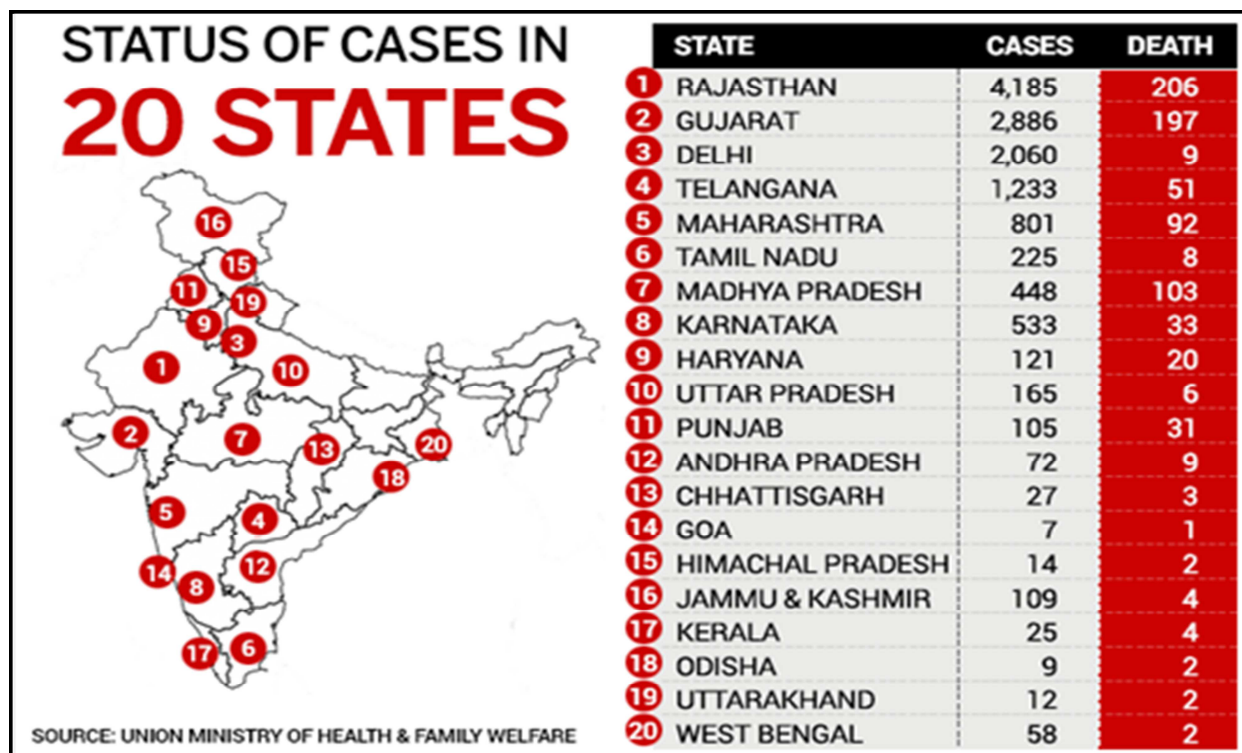 STATUS OF CASES IN
20 STATES
16
15
11
19
9
3
1
10
2
7
13
20
18
5
4
14
8
12
17
6
SOURCE: UNION MINISTRY OF HEALTH & FAMILY WELFARE
STATE CASES DEATH
1 RAJASTHAN 4,185 206
2 GUJARAT 2,886 197
3 DELHI 2,060 9
4 TELANGANA 1,233 51
5 MAHARASHTRA 801 92
6 TAMIL NADU 225 8
7 MADHYA PRADESH 448 103
8 KARNATAKA 533 33
9 HARYANA 121 20
10 UTTAR PRADESH 165 6
11 PUNJAB 105 31
12 ANDHRA PRADESH 72 9
13 CHHATTISGARH 27 3
14 GOA 7 1
15 HIMACHAL PRADESH 14 2
16 JAMMU & KASHMIR 109 4
17 KERALA 25 4
18 ODISHA 9 2
19 UTTARAKHAND 12 2
20 WEST BENGAL 58 2